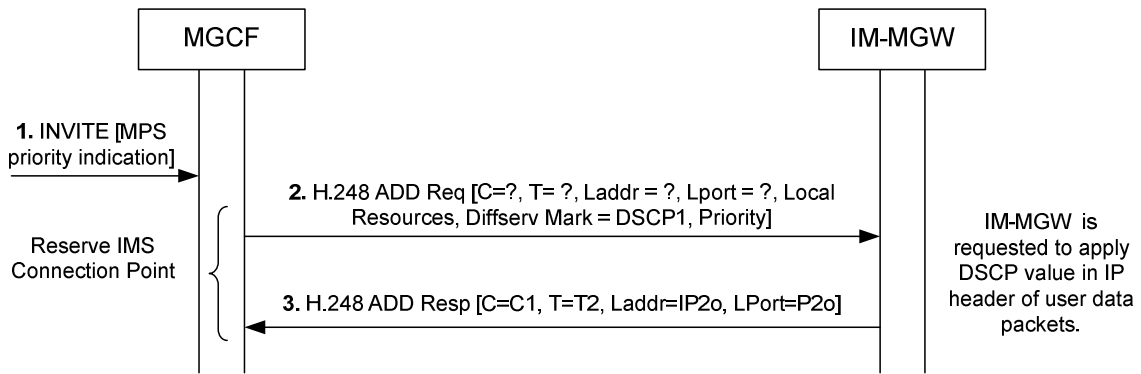 MGCF
IM-MGW
1. INVITE [MPS
priority indication]
2. H.248 ADD Req [C=?, T= ?, Laddr = ?, Lport = ?, Local
Resources, Diffserv Mark = DSCP1, Priority]
Reserve IMS
Connection Point
IM-MGW is
requested to apply
DSCP value in IP
header of user data
packets.
3. H.248 ADD Resp [C=C1, T=T2, Laddr=IP2o, LPort=P2o]